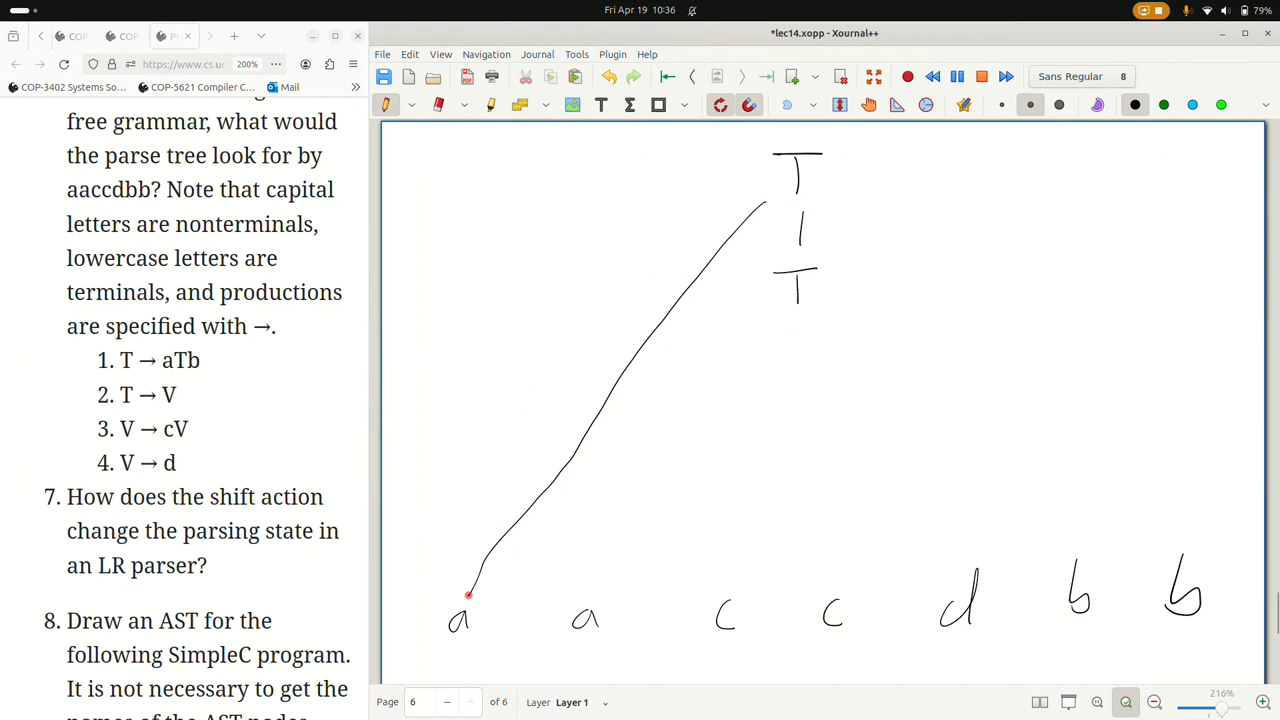 Fri Apr 19 10:36
79%
COP
COP
P
*lec14.xopp - Xournal++
https://www.cs.uc
200%
COP-3402 Systems So…
COP-5621 Compiler C…
Mail
File Edit View Navigation Journal Tools Plugin Help
Sans Regular 8
free grammar, what would
the parse tree look for by
aaccdbb? Note that capital
letters are nonterminals,
lowercase letters are
terminals, and productions
are specified with →.
1. T → aTb
2. T → V
3. V → cV
4. V → d
7. How does the shift action
change the parsing state in
an LR parser?
8. Draw an AST for the
following SimpleC program.
It is not necessary to get the
T
T
a a c c d b b
Page 6 of 6 Layer Layer 1
216%